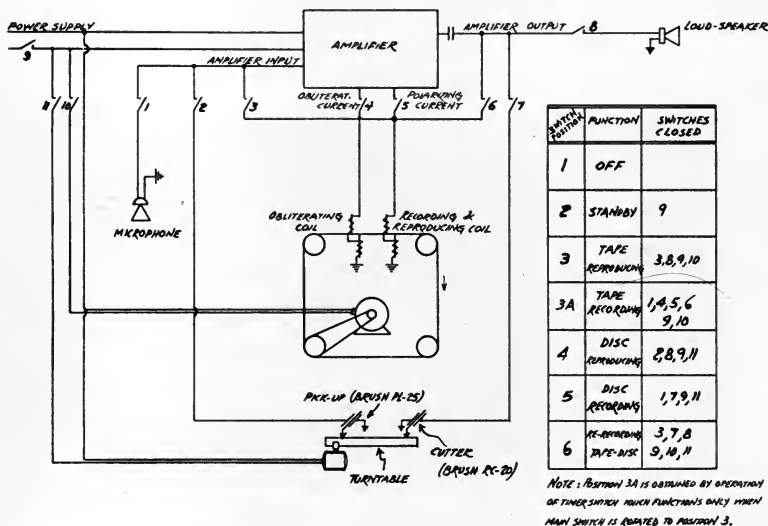 POWER SUPPLY
9
AMPLIFIER
AMPLIFIER OUTPUT
8
LOUD-SPEAKER
AMPLIFIER INPUT
OBLITERAT. CURRENT
4
5
POLARIZING CURRENT
11
10
1
2
3
6
7
MICROPHONE
OBLITERATING COIL
RECORDING & REPRODUCING COIL
PICK-UP (BRUSH PL-25)
CUTTER
(BRUSH RC-20)
TURNTABLE
SWITCH POSITION FUNCTION SWITCHES CLOSED
1 OFF
2 STANDBY 9
3 TAPE REPRODUCING 3,8,9,10
3A TAPE RECORDING 1,4,5,6 9,10
4 DISC REPRODUCING 2,8,9,11
5 DISC RECORDING 1,7,9,11
6 RE-RECORDING TAPE-DISC 3,7,8 9,10,11
NOTE: POSITION 3A IS OBTAINED BY OPERATION
OF TIMER SWITCH WHICH FUNCTIONS ONLY WHEN
MAIN SWITCH IS ROTATED TO POSITION 3.